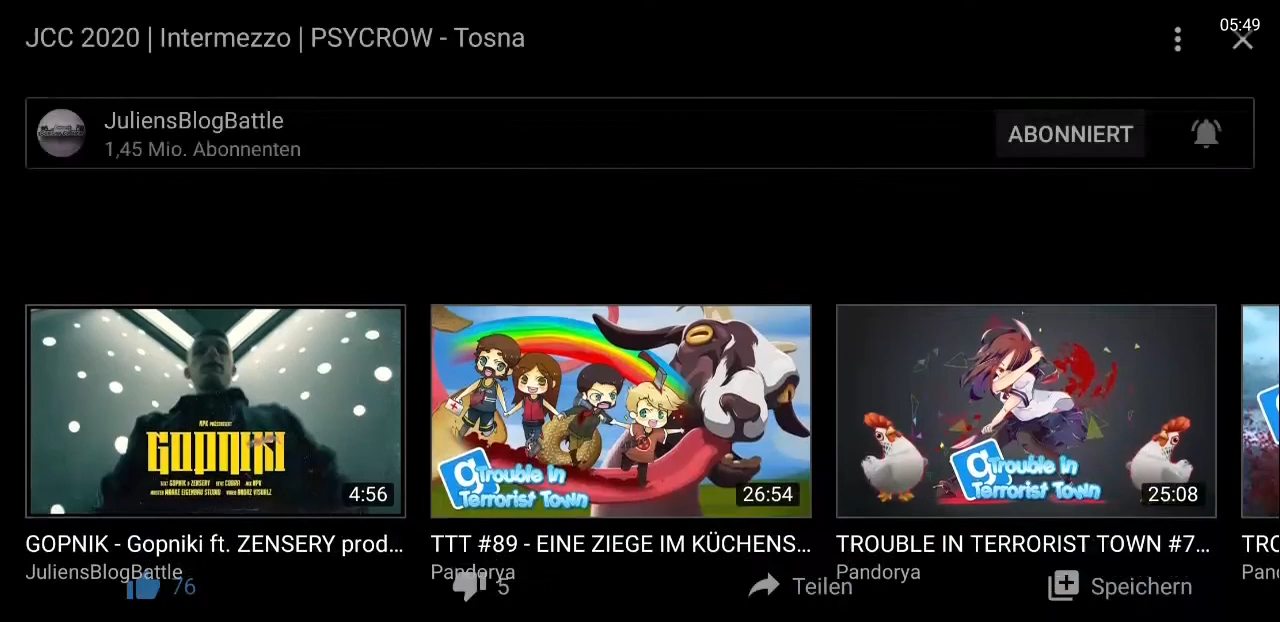 JCC 2020 | Intermezzo | PSYCROW - Tosna
05:49
JuliensBlogBattle
1,45 Mio. Abonnenten
ABONNIERT
GOPNIKI
4:56
g Trouble in
Terrorist Town
26:54
g Trouble in
Terrorist Town
25:08
GOPNIK - Gopniki ft. ZENSERY prod...
JuliensBlogBattle
TTT #89 - EINE ZIEGE IM KÜCHENS...
Pandorya
TROUBLE IN TERRORIST TOWN #7...
Pandorya
TRO
Pan
76
5
Teilen
Speichern